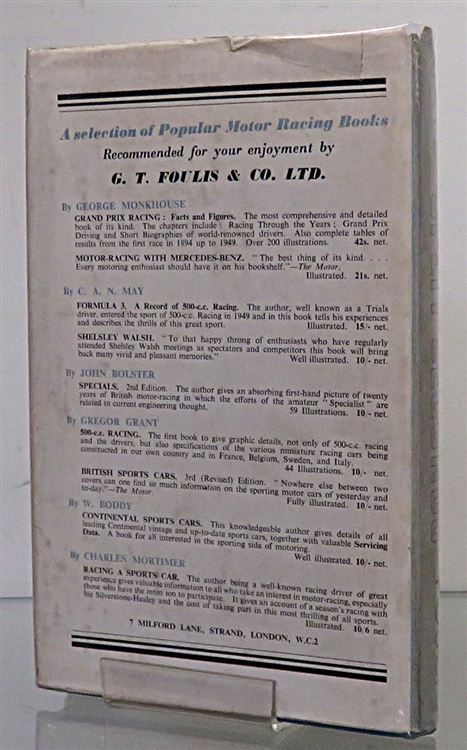 A selection of Popular Motor Racing Books
Recommended for your enjoyment by
G. T. FOULIS & CO. LTD.
By GEORGE MONKHOUSE
GRAND PRIX RACING : Facts and Figures. The most comprehensive and detailed
book of its kind. The chapters include : Racing Through the Years ; Grand Prix
Driving and Short Biographies of world-renowned drivers. Also complete tables of
results from the first race in 1894 up to 1949. Over 200 illustrations. 42s. net.
MOTOR-RACING WITH MERCEDES-BENZ. "The best thing of its kind. . . .
Every motoring enthusiast should have it on his bookshelf."—The Motor.
Illustrated. 21s. net.
By C. A. N. MAY
FORMULA 3. A Record of 500-c.c. Racing. The author, well known as a Trials
driver, entered the sport of 500-c.c. Racing in 1949 and in this book tells his experiences
and describes the thrills of this great sport. Illustrated. 15/- net.
SHELSLEY WALSH. "To that happy throng of enthusiasts who have regularly
attended Shelsley Walsh meetings as spectators and competitors this book will bring
back many vivid and pleasant memories." Well illustrated. 10/- net.
By JOHN BOLSTER
SPECIALS. 2nd Edition. The author gives an absorbing first-hand picture of twenty
years of British motor-racing in which the efforts of the amateur "Specialist" are
related to current engineering thought. 59 Illustrations. 10/- net.
By GREGOR GRANT
500-c.c. RACING. The first book to give graphic details, not only of 500-c.c. racing
and the drivers, but also specifications of the various miniature racing cars being
constructed in our own country and in France, Belgium, Sweden, and Italy.
44 Illustrations. 10/- net.
BRITISH SPORTS CARS. 3rd (Revised) Edition. "Nowhere else between two
covers can one find so much information on the sporting motor cars of yesterday and
to-day."—The Motor. Fully illustrated. 10/- net.
By W. BODDY
CONTINENTAL SPORTS CARS. This knowledgeable author gives details of all
leading Continental vintage and up-to-date sports cars, together with valuable Servicing
Data. A book for all interested in the sporting side of motoring.
Well illustrated. 10/- net.
By CHARLES MORTIMER
RACING A SPORTS CAR. The author being a well-known racing driver of great
experience gives valuable information to all who take an interest in motor-racing, especially
those who have the inten ion to participate. It gives an account of a season's racing with
his Silverstone-Healey and the cost of taking part in this most thrilling of all sports.
Illustrated. 10 6 net.
7 MILFORD LANE, STRAND, LONDON, W.C.2